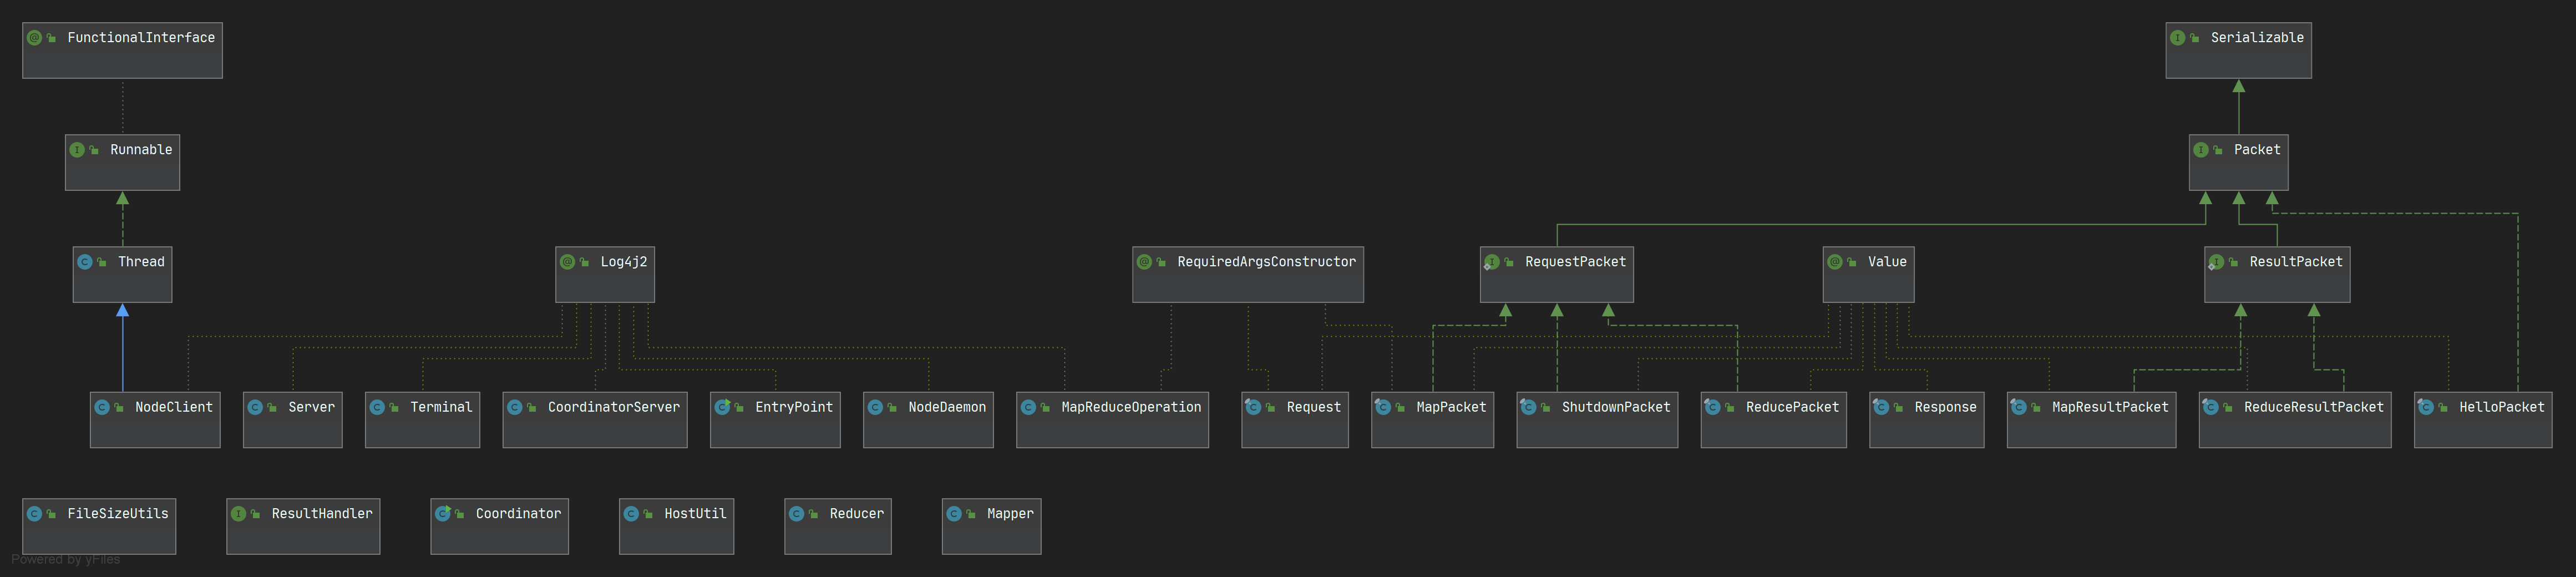 FunctionalInterface
Serializable
Runnable
Packet
Thread
Log4j2
RequiredArgsConstructor
RequestPacket
Value
ResultPacket
NodeClient
Server
Terminal
CoordinatorServer
EntryPoint
NodeDaemon
MapReduceOperation
Request
MapPacket
ShutdownPacket
ReducePacket
Response
MapResultPacket
ReduceResultPacket
HelloPacket
FileSizeUtils
ResultHandler
Coordinator
HostUtil
Reducer
Mapper
Powered by yFiles